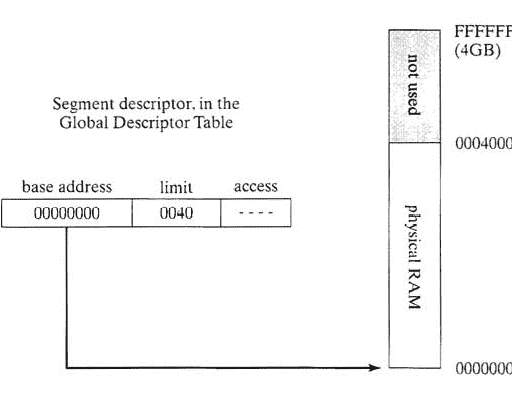 FFFFFF
(4GB)
not used
Segment descriptor, in the
Global Descriptor Table
0004000
base address limit access
00000000 0040 ----
physical RAM
0000000